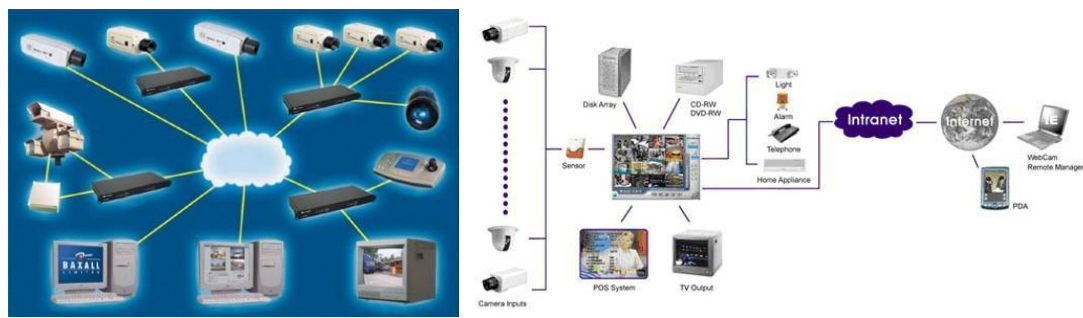 BAXALL
LIMITED
Disk Array
CD-RW
DVD-RW
Light
Alarm
Telephone
Home Appliance
Sensor
Intranet
Internet
IE
WebCam
Remote Manager
PDA
POS System
TV Output
Camera Inputs